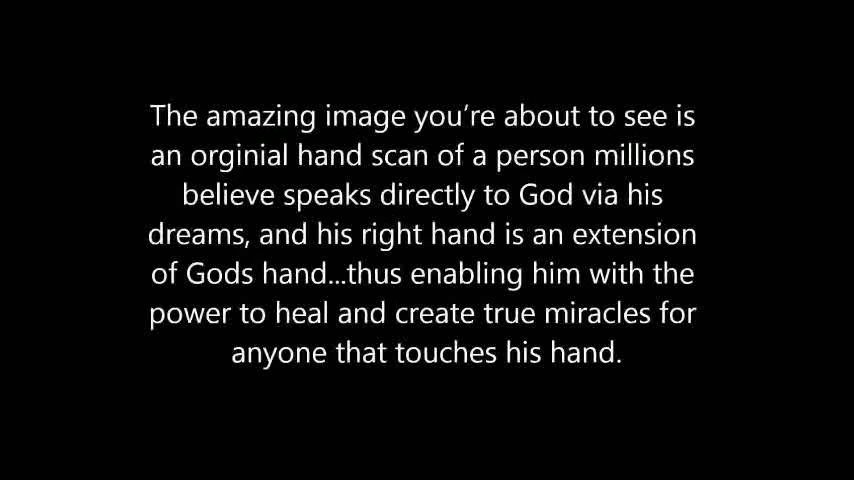 The amazing image you’re about to see is
an orginial hand scan of a person millions
believe speaks directly to God via his
dreams, and his right hand is an extension
of Gods hand...thus enabling him with the
power to heal and create true miracles for
anyone that touches his hand.